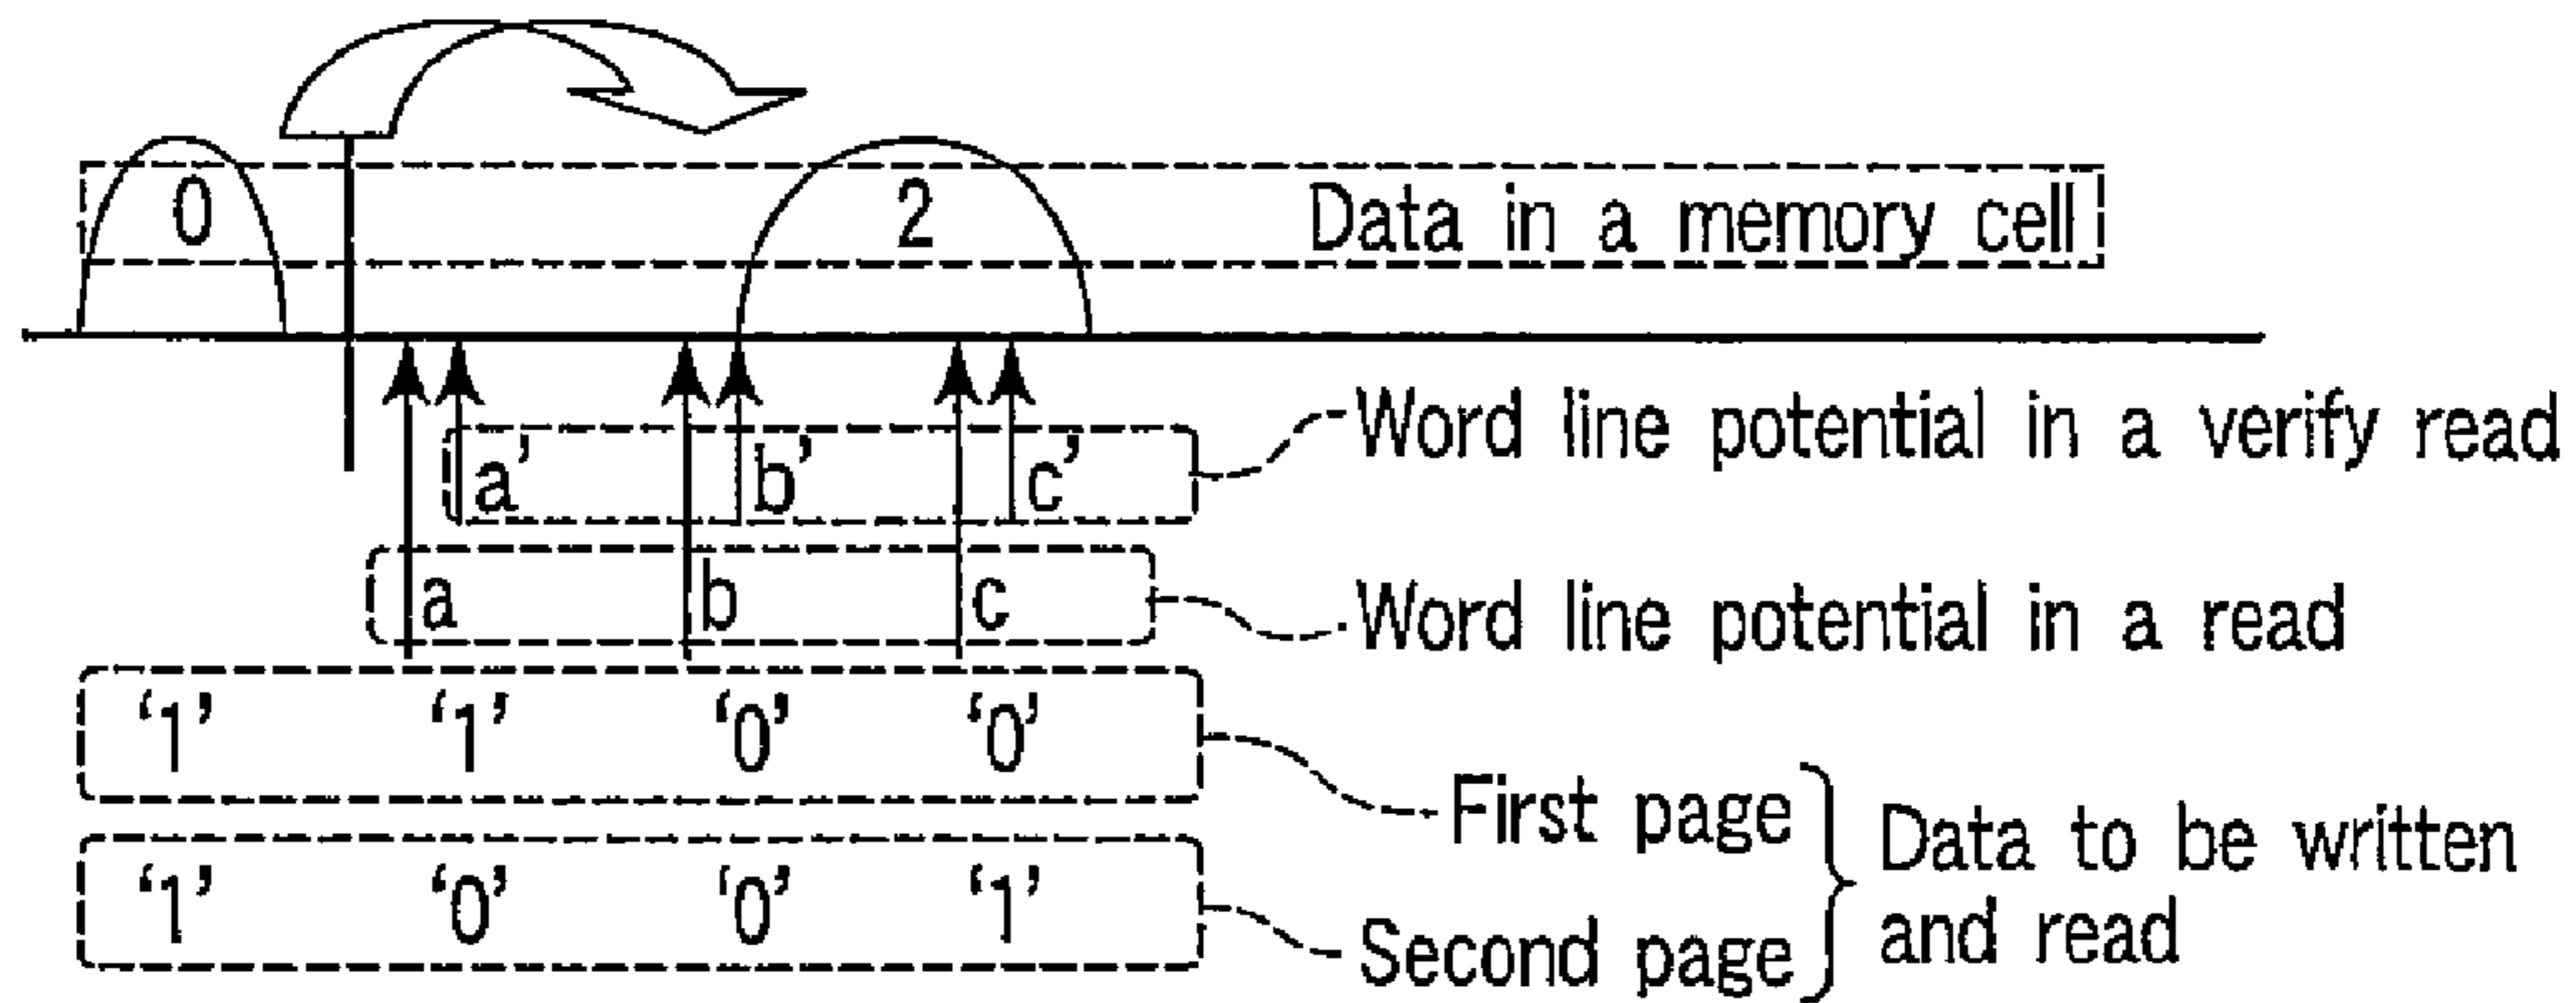 0 2 Data in a memory cell
a' b' c' Word line potential in a verify read
a b c Word line potential in a read
‘1’ ‘1’ ‘0’ ‘0’
First page
‘1’ ‘0’ ‘0’ ‘1’
Second page
Data to be written
and read